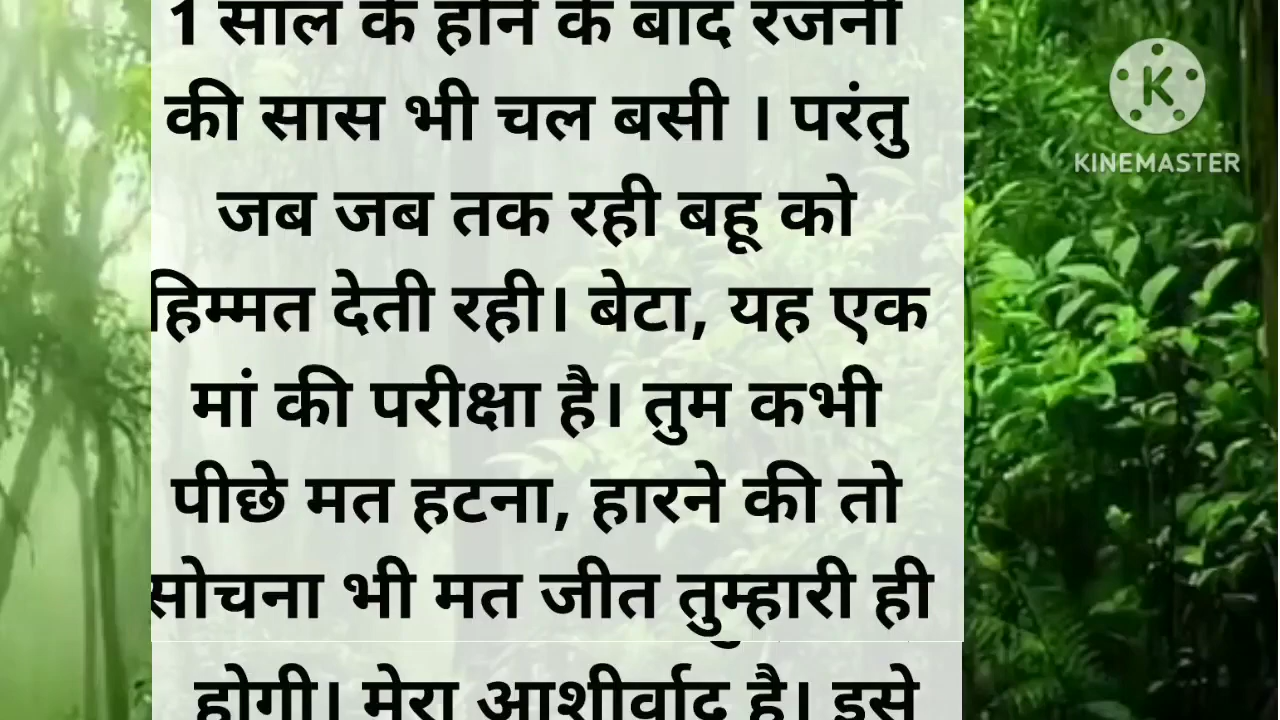 1 साल के होने के बाद रजनी
की सास भी चल बसी । परंतु
जब जब तक रही बहू को
हिम्मत देती रही। बेटा, यह एक
मां की परीक्षा है। तुम कभी
पीछे मत हटना, हारने की तो
सोचना भी मत जीत तुम्हारी ही
होगी। मेरा आशीर्वाद है। इसे
K
KINEMASTER